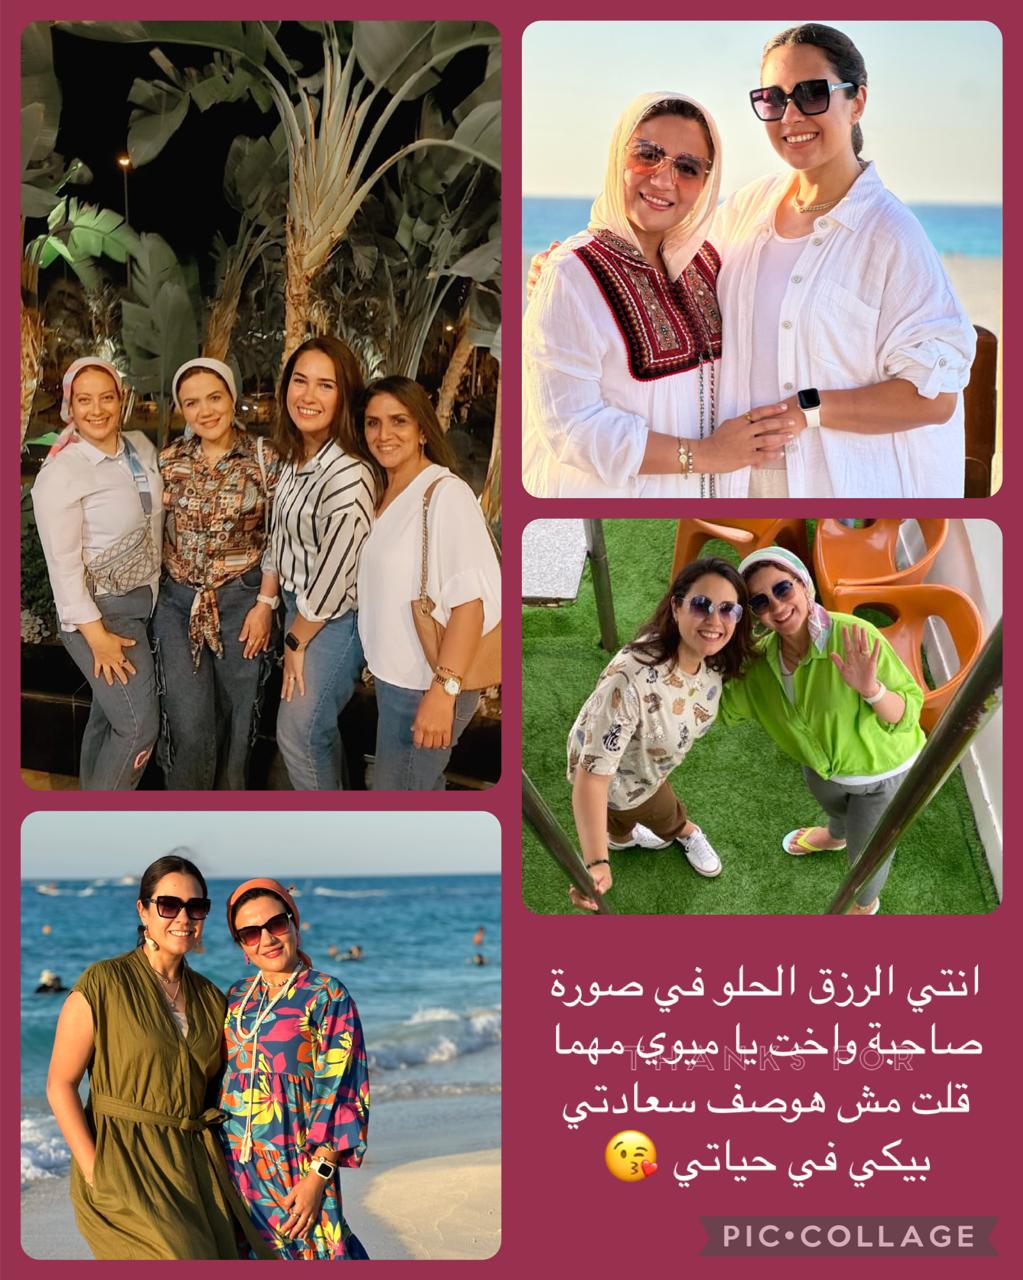 انتي الرزق الحلو في صورة
صاحبة واخت يا ميوي مهما
THANKS FOR
قلت مش هوصف سعادتي
بيكي في حياتي 😘
PIC•COLLAGE